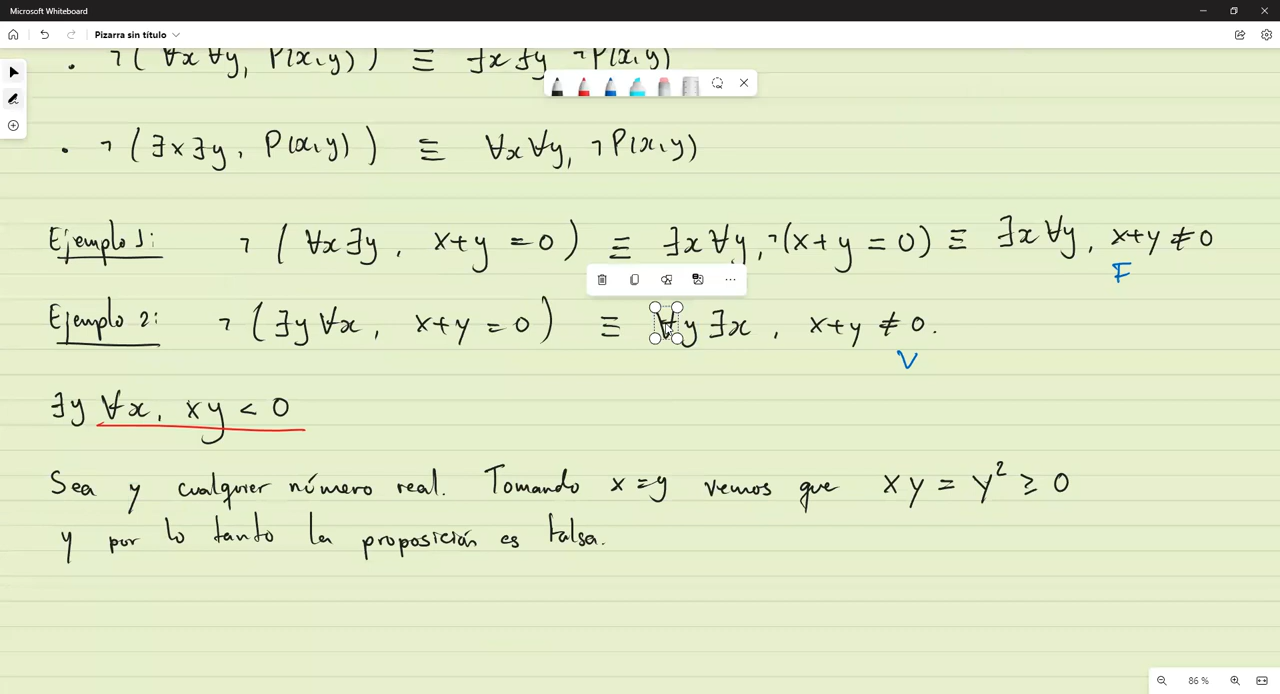 Microsoft Whiteboard
Pizarra sin título
• ¬(∀x∀y, P(x,y)) ≡ ∃x∃y ¬P(x,y)
• ¬(∃x∃y, P(x,y)) ≡ ∀x∀y, ¬P(x,y)
Ejemplo 1: ¬(∀x∃y, x+y=0) ≡ ∃x∀y, ¬(x+y=0) ≡ ∃x∀y, x+y≠0
F
Ejemplo 2: ¬(∃y∀x, x+y=0) ≡ ∀y∃x, x+y≠0.
V
∃y ∀x, xy < 0
Sea y cualquier número real. Tomando x=y vemos que xy = y² ≥ 0
y por lo tanto la proposición es falsa.
86 %